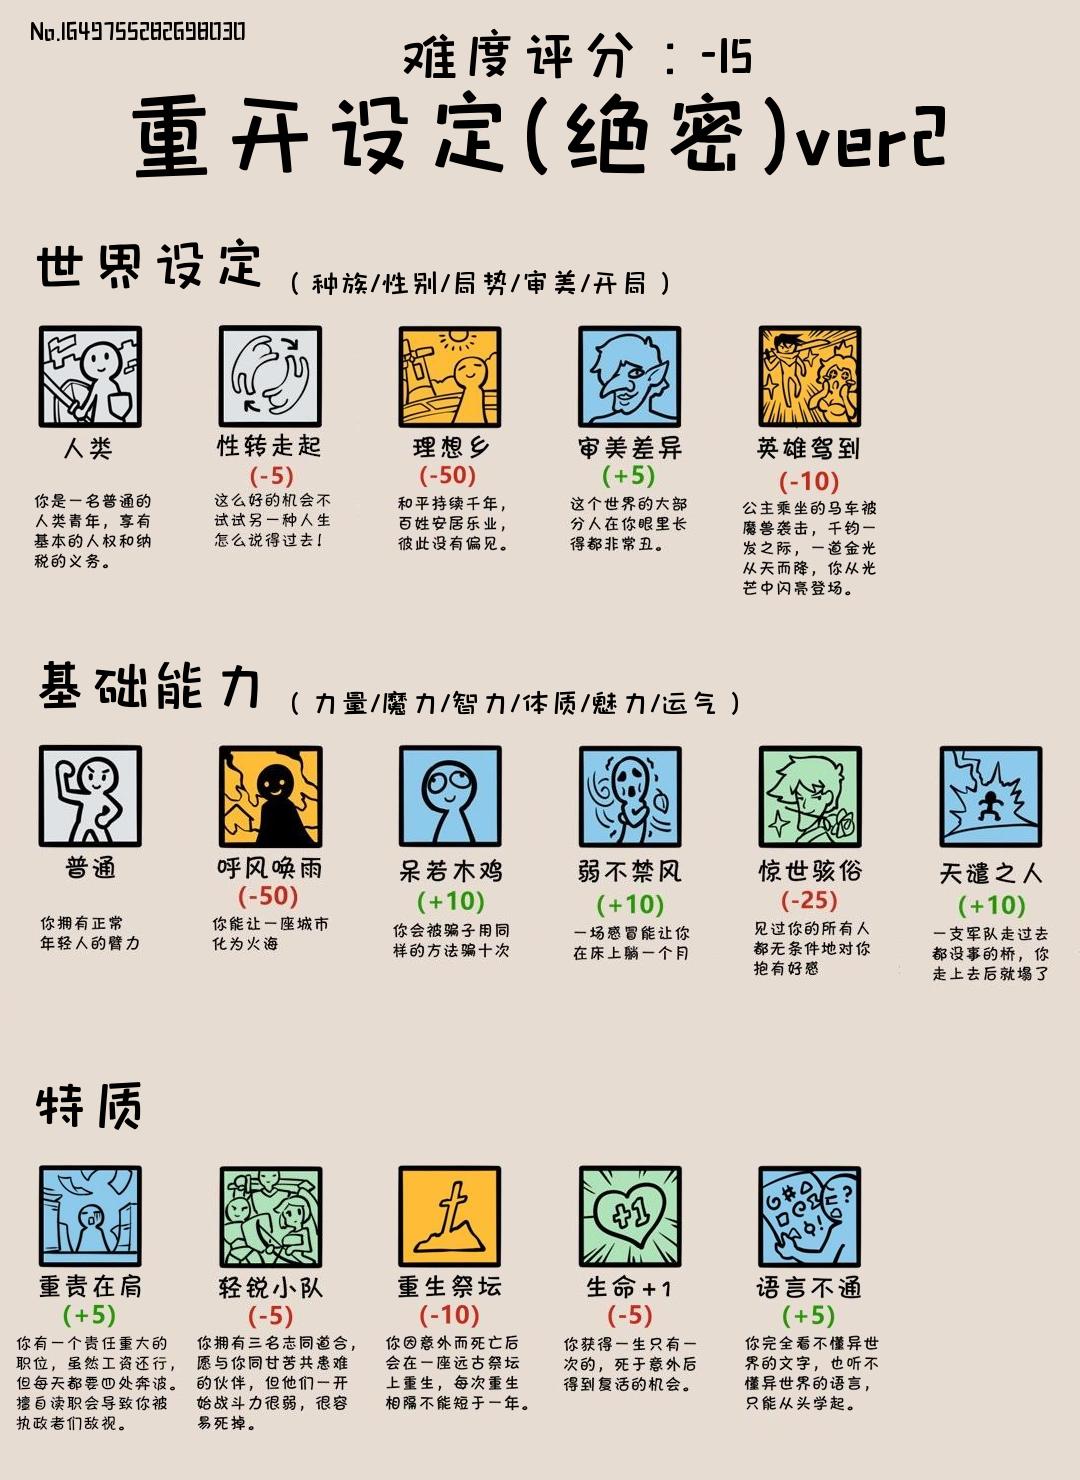 No.1649755282698030
难度评分：-15
重开设定(绝密)ver2
世界设定（种族/性别/局势/审美/开局）
人类
你是一名普通的
人类青年，享有
基本的人权和纳
税的义务。
性转走起
(-5)
这么好的机会不
试试另一种人生
怎么说得过去！
理想乡
(-50)
和平持续千年，
百姓安居乐业，
彼此没有偏见。
审美差异
(+5)
这个世界的大部
分人在你眼里长
得都非常丑。
英雄驾到
(-10)
公主乘坐的马车被
魔兽袭击，千钧一
发之际，一道金光
从天而降，你从光
芒中闪亮登场。
基础能力（力量/魔力/智力/体质/魅力/运气）
普通
你拥有正常
年轻人的臂力
呼风唤雨
(-50)
你能让一座城市
化为火海
呆若木鸡
(+10)
你会被骗子用同
样的方法骗十次
弱不禁风
(+10)
一场感冒能让你
在床上躺一个月
惊世骇俗
(-25)
见过你的所有人
都无条件地对你
抱有好感
天谴之人
(+10)
一支军队走过去
都没事的桥，你
走上去后就塌了
特质
重责在肩
(+5)
你有一个责任重大的
职位，虽然工资还行，
但每天都要四处奔波。
擅自渎职会导致你被
执政者们敌视。
轻锐小队
(-5)
你拥有三名志同道合，
愿与你同甘苦共患难
的伙伴，但他们一开
始战斗力很弱，很容
易死掉。
重生祭坛
(-10)
你因意外而死亡后
会在一座远古祭坛
上重生，每次重生
相隔不能短于一年。
生命+1
(-5)
你获得一生只有一
次的，死于意外后
得到复活的机会。
+1
语言不通
(+5)
你完全看不懂异世
界的文字，也听不
懂异世界的语言，
只能从头学起。